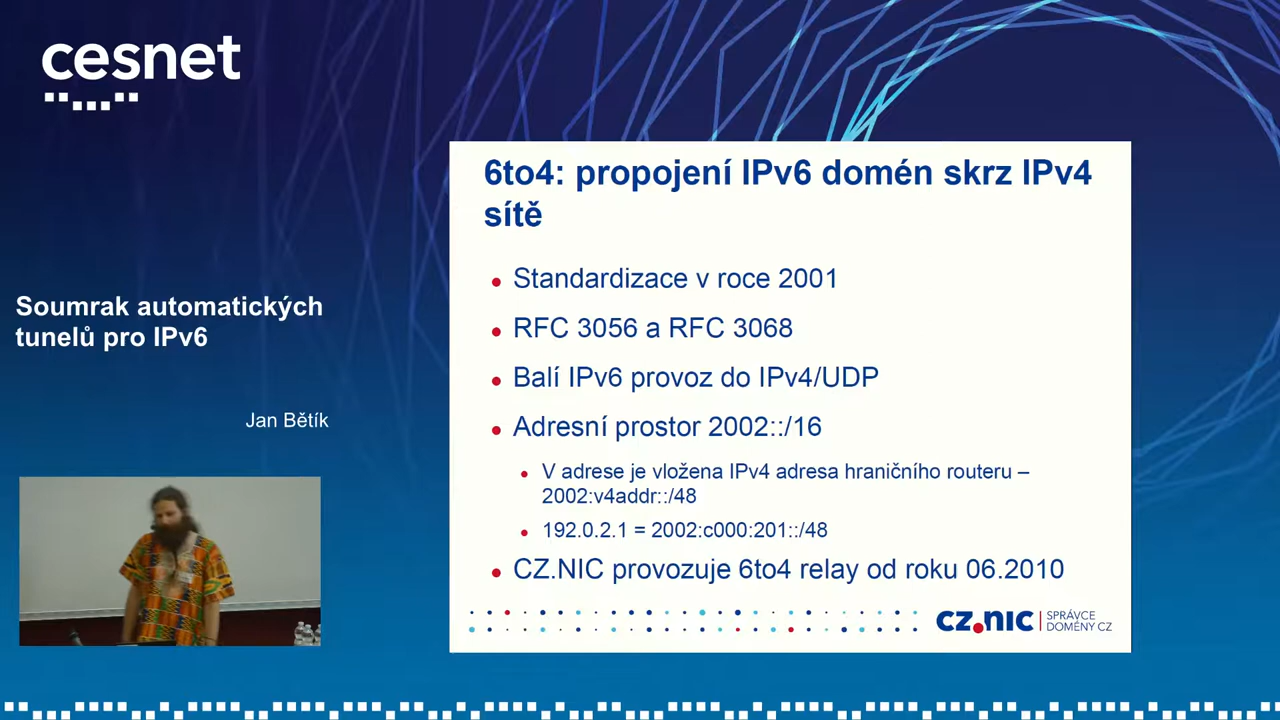 cesnet
6to4: propojení IPv6 domén skrz IPv4
sítě
Standardizace v roce 2001
RFC 3056 a RFC 3068
Balí IPv6 provoz do IPv4/UDP
Adresní prostor 2002::/16
V adrese je vložena IPv4 adresa hraničního routeru –
2002:v4addr::/48
192.0.2.1 = 2002:c000:201::/48
CZ.NIC provozuje 6to4 relay od roku 06.2010
CZ.NIC
SPRÁVCE
DOMÉNY CZ
Soumrak automatických
tunelů pro IPv6
Jan Bětík